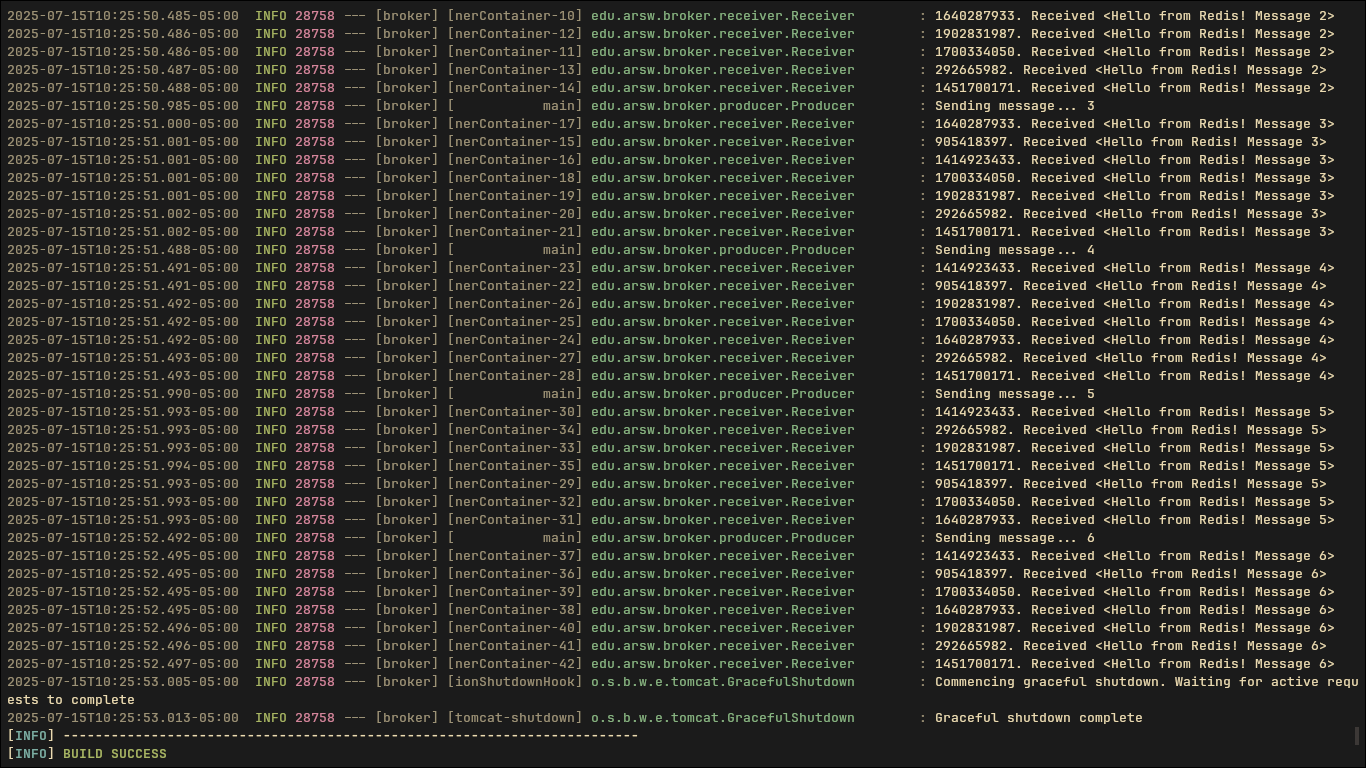 2025-07-15T10:25:50.485-05:00  INFO 28758 --- [broker] [nerContainer-10] edu.arsw.broker.receiver.Receiver        : 1640287933. Received <Hello from Redis! Message 2>
2025-07-15T10:25:50.486-05:00  INFO 28758 --- [broker] [nerContainer-12] edu.arsw.broker.receiver.Receiver        : 1902831987. Received <Hello from Redis! Message 2>
2025-07-15T10:25:50.486-05:00  INFO 28758 --- [broker] [nerContainer-11] edu.arsw.broker.receiver.Receiver        : 1700334050. Received <Hello from Redis! Message 2>
2025-07-15T10:25:50.487-05:00  INFO 28758 --- [broker] [nerContainer-13] edu.arsw.broker.receiver.Receiver        : 292665982. Received <Hello from Redis! Message 2>
2025-07-15T10:25:50.488-05:00  INFO 28758 --- [broker] [nerContainer-14] edu.arsw.broker.receiver.Receiver        : 1451700171. Received <Hello from Redis! Message 2>
2025-07-15T10:25:50.985-05:00  INFO 28758 --- [broker] [           main] edu.arsw.broker.producer.Producer        : Sending message... 3
2025-07-15T10:25:51.000-05:00  INFO 28758 --- [broker] [nerContainer-17] edu.arsw.broker.receiver.Receiver        : 1640287933. Received <Hello from Redis! Message 3>
2025-07-15T10:25:51.001-05:00  INFO 28758 --- [broker] [nerContainer-15] edu.arsw.broker.receiver.Receiver        : 905418397. Received <Hello from Redis! Message 3>
2025-07-15T10:25:51.001-05:00  INFO 28758 --- [broker] [nerContainer-16] edu.arsw.broker.receiver.Receiver        : 1414923433. Received <Hello from Redis! Message 3>
2025-07-15T10:25:51.001-05:00  INFO 28758 --- [broker] [nerContainer-18] edu.arsw.broker.receiver.Receiver        : 1700334050. Received <Hello from Redis! Message 3>
2025-07-15T10:25:51.001-05:00  INFO 28758 --- [broker] [nerContainer-19] edu.arsw.broker.receiver.Receiver        : 1902831987. Received <Hello from Redis! Message 3>
2025-07-15T10:25:51.002-05:00  INFO 28758 --- [broker] [nerContainer-20] edu.arsw.broker.receiver.Receiver        : 292665982. Received <Hello from Redis! Message 3>
2025-07-15T10:25:51.002-05:00  INFO 28758 --- [broker] [nerContainer-21] edu.arsw.broker.receiver.Receiver        : 1451700171. Received <Hello from Redis! Message 3>
2025-07-15T10:25:51.488-05:00  INFO 28758 --- [broker] [           main] edu.arsw.broker.producer.Producer        : Sending message... 4
2025-07-15T10:25:51.491-05:00  INFO 28758 --- [broker] [nerContainer-23] edu.arsw.broker.receiver.Receiver        : 1414923433. Received <Hello from Redis! Message 4>
2025-07-15T10:25:51.491-05:00  INFO 28758 --- [broker] [nerContainer-22] edu.arsw.broker.receiver.Receiver        : 905418397. Received <Hello from Redis! Message 4>
2025-07-15T10:25:51.492-05:00  INFO 28758 --- [broker] [nerContainer-26] edu.arsw.broker.receiver.Receiver        : 1902831987. Received <Hello from Redis! Message 4>
2025-07-15T10:25:51.492-05:00  INFO 28758 --- [broker] [nerContainer-25] edu.arsw.broker.receiver.Receiver        : 1700334050. Received <Hello from Redis! Message 4>
2025-07-15T10:25:51.492-05:00  INFO 28758 --- [broker] [nerContainer-24] edu.arsw.broker.receiver.Receiver        : 1640287933. Received <Hello from Redis! Message 4>
2025-07-15T10:25:51.493-05:00  INFO 28758 --- [broker] [nerContainer-27] edu.arsw.broker.receiver.Receiver        : 292665982. Received <Hello from Redis! Message 4>
2025-07-15T10:25:51.493-05:00  INFO 28758 --- [broker] [nerContainer-28] edu.arsw.broker.receiver.Receiver        : 1451700171. Received <Hello from Redis! Message 4>
2025-07-15T10:25:51.990-05:00  INFO 28758 --- [broker] [           main] edu.arsw.broker.producer.Producer        : Sending message... 5
2025-07-15T10:25:51.993-05:00  INFO 28758 --- [broker] [nerContainer-30] edu.arsw.broker.receiver.Receiver        : 1414923433. Received <Hello from Redis! Message 5>
2025-07-15T10:25:51.993-05:00  INFO 28758 --- [broker] [nerContainer-34] edu.arsw.broker.receiver.Receiver        : 292665982. Received <Hello from Redis! Message 5>
2025-07-15T10:25:51.993-05:00  INFO 28758 --- [broker] [nerContainer-33] edu.arsw.broker.receiver.Receiver        : 1902831987. Received <Hello from Redis! Message 5>
2025-07-15T10:25:51.994-05:00  INFO 28758 --- [broker] [nerContainer-35] edu.arsw.broker.receiver.Receiver        : 1451700171. Received <Hello from Redis! Message 5>
2025-07-15T10:25:51.993-05:00  INFO 28758 --- [broker] [nerContainer-29] edu.arsw.broker.receiver.Receiver        : 905418397. Received <Hello from Redis! Message 5>
2025-07-15T10:25:51.993-05:00  INFO 28758 --- [broker] [nerContainer-32] edu.arsw.broker.receiver.Receiver        : 1700334050. Received <Hello from Redis! Message 5>
2025-07-15T10:25:51.993-05:00  INFO 28758 --- [broker] [nerContainer-31] edu.arsw.broker.receiver.Receiver        : 1640287933. Received <Hello from Redis! Message 5>
2025-07-15T10:25:52.492-05:00  INFO 28758 --- [broker] [           main] edu.arsw.broker.producer.Producer        : Sending message... 6
2025-07-15T10:25:52.495-05:00  INFO 28758 --- [broker] [nerContainer-37] edu.arsw.broker.receiver.Receiver        : 1414923433. Received <Hello from Redis! Message 6>
2025-07-15T10:25:52.495-05:00  INFO 28758 --- [broker] [nerContainer-36] edu.arsw.broker.receiver.Receiver        : 905418397. Received <Hello from Redis! Message 6>
2025-07-15T10:25:52.495-05:00  INFO 28758 --- [broker] [nerContainer-39] edu.arsw.broker.receiver.Receiver        : 1700334050. Received <Hello from Redis! Message 6>
2025-07-15T10:25:52.495-05:00  INFO 28758 --- [broker] [nerContainer-38] edu.arsw.broker.receiver.Receiver        : 1640287933. Received <Hello from Redis! Message 6>
2025-07-15T10:25:52.496-05:00  INFO 28758 --- [broker] [nerContainer-40] edu.arsw.broker.receiver.Receiver        : 1902831987. Received <Hello from Redis! Message 6>
2025-07-15T10:25:52.496-05:00  INFO 28758 --- [broker] [nerContainer-41] edu.arsw.broker.receiver.Receiver        : 292665982. Received <Hello from Redis! Message 6>
2025-07-15T10:25:52.497-05:00  INFO 28758 --- [broker] [nerContainer-42] edu.arsw.broker.receiver.Receiver        : 1451700171. Received <Hello from Redis! Message 6>
2025-07-15T10:25:53.005-05:00  INFO 28758 --- [broker] [ionShutdownHook] o.s.b.w.e.tomcat.GracefulShutdown        : Commencing graceful shutdown. Waiting for active requ
ests to complete
2025-07-15T10:25:53.013-05:00  INFO 28758 --- [broker] [tomcat-shutdown] o.s.b.w.e.tomcat.GracefulShutdown        : Graceful shutdown complete
[INFO] ------------------------------------------------------------------------
[INFO] BUILD SUCCESS